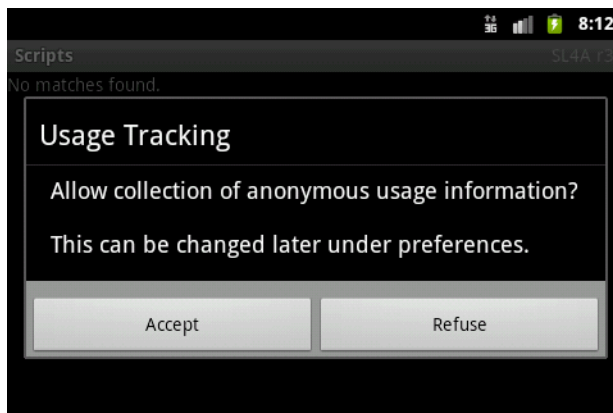 3G 8:12
Scripts SL4A r3
No matches found.
Usage Tracking
Allow collection of anonymous usage information?
This can be changed later under preferences.
Accept Refuse